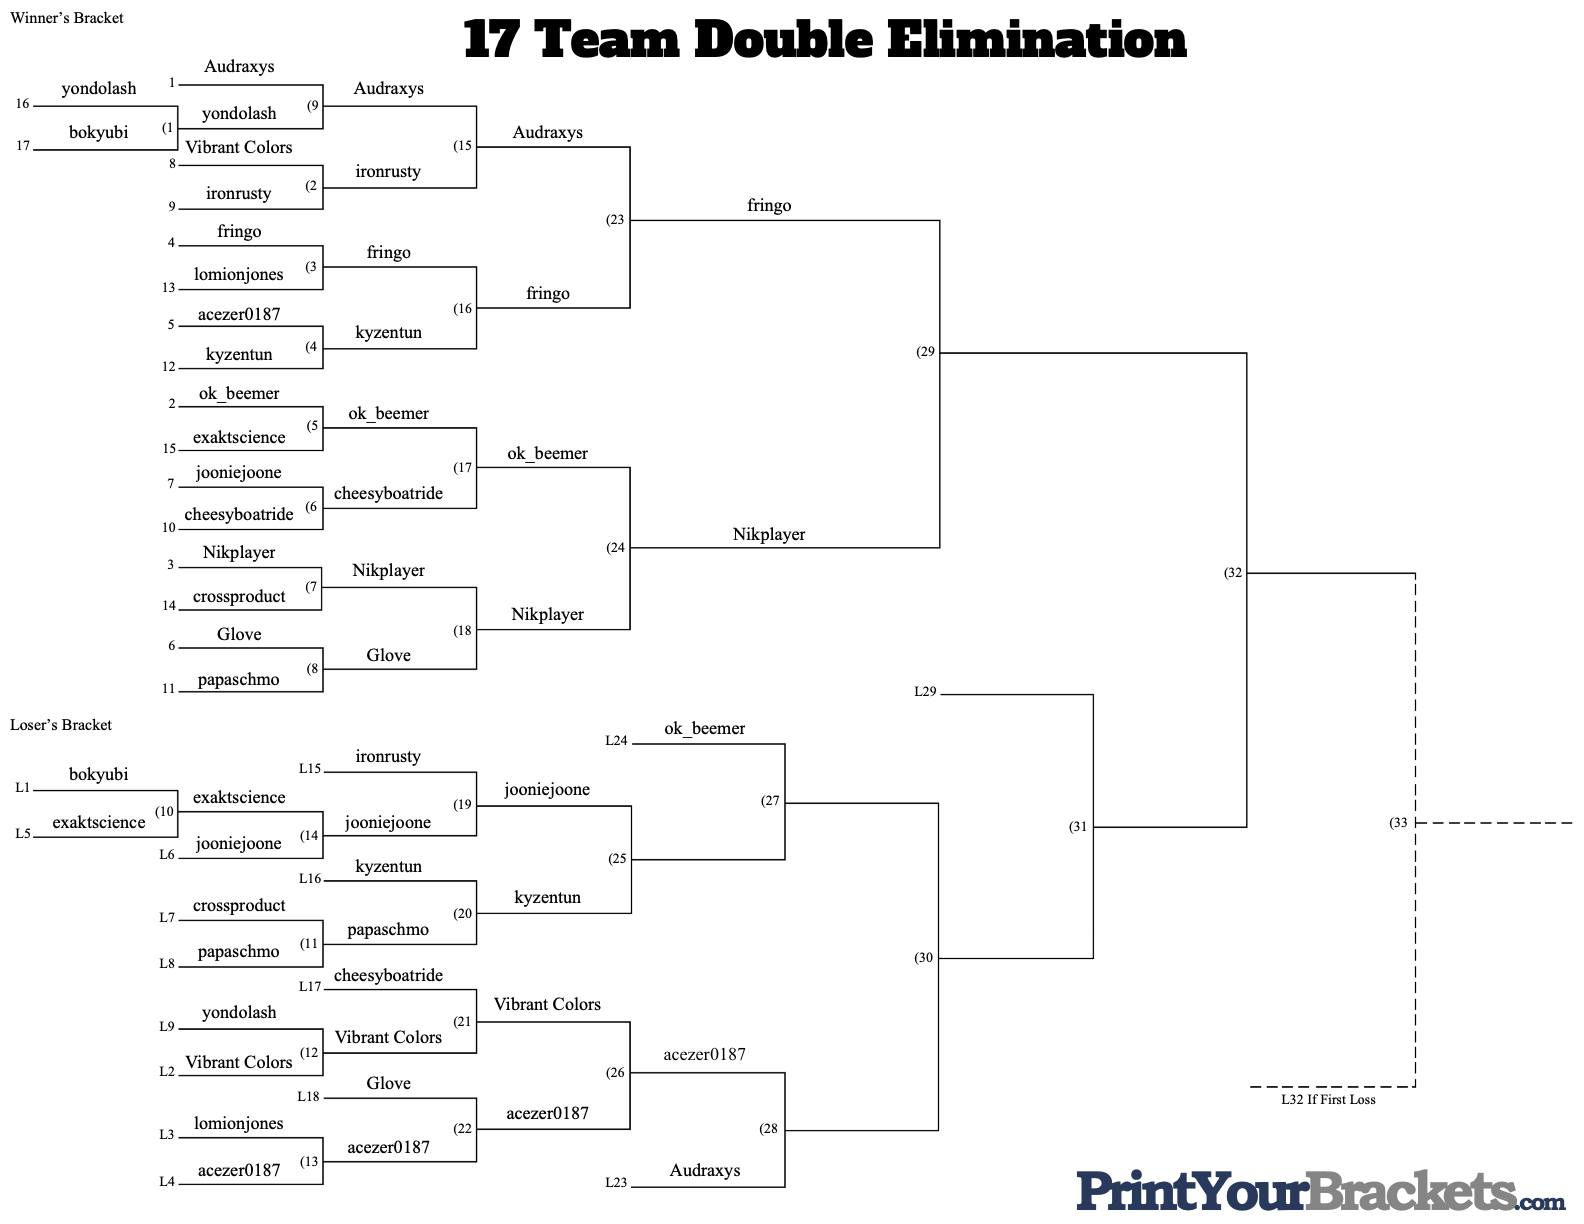 Winner's Bracket
17 Team Double Elimination
Audraxys
1
yondolash
16
(9
Audraxys
yondolash
bokyubi
(1
17
Vibrant Colors
8
(15
Audraxys
ironrusty
(2
ironrusty
9
(23
fringo
fringo
4
fringo
lomionjones
(3
13
(16
fringo
acezer0187
5
kyzentun
kyzentun
(4
12
(29
ok_beemer
2
ok_beemer
exaktscience
(5
15
(17
ok_beemer
jooniejoone
7
cheesyboatride
cheesyboatride
(6
10
(24
Nikplayer
Nikplayer
3
Nikplayer
crossproduct
(7
14
(18
Nikplayer
Glove
6
Glove
papaschmo
(8
11
(32
L29
Loser's Bracket
L24
ok_beemer
ironrusty
L15
bokyubi
L1
exaktscience
(10
exaktscience
L5
jooniejoone
L6
(14
jooniejoone
(19
jooniejoone
(27
(31
(33
kyzentun
L16
(25
crossproduct
L7
papaschmo
L8
(11
papaschmo
(20
kyzentun
(30
cheesyboatride
L17
yondolash
L9
Vibrant Colors
L2
(12
Vibrant Colors
(21
Vibrant Colors
(26
acezer0187
Glove
L18
lomionjones
L3
acezer0187
L4
(13
acezer0187
(22
acezer0187
(28
Audraxys
L23
L32 If First Loss
PrintYourBrackets.com